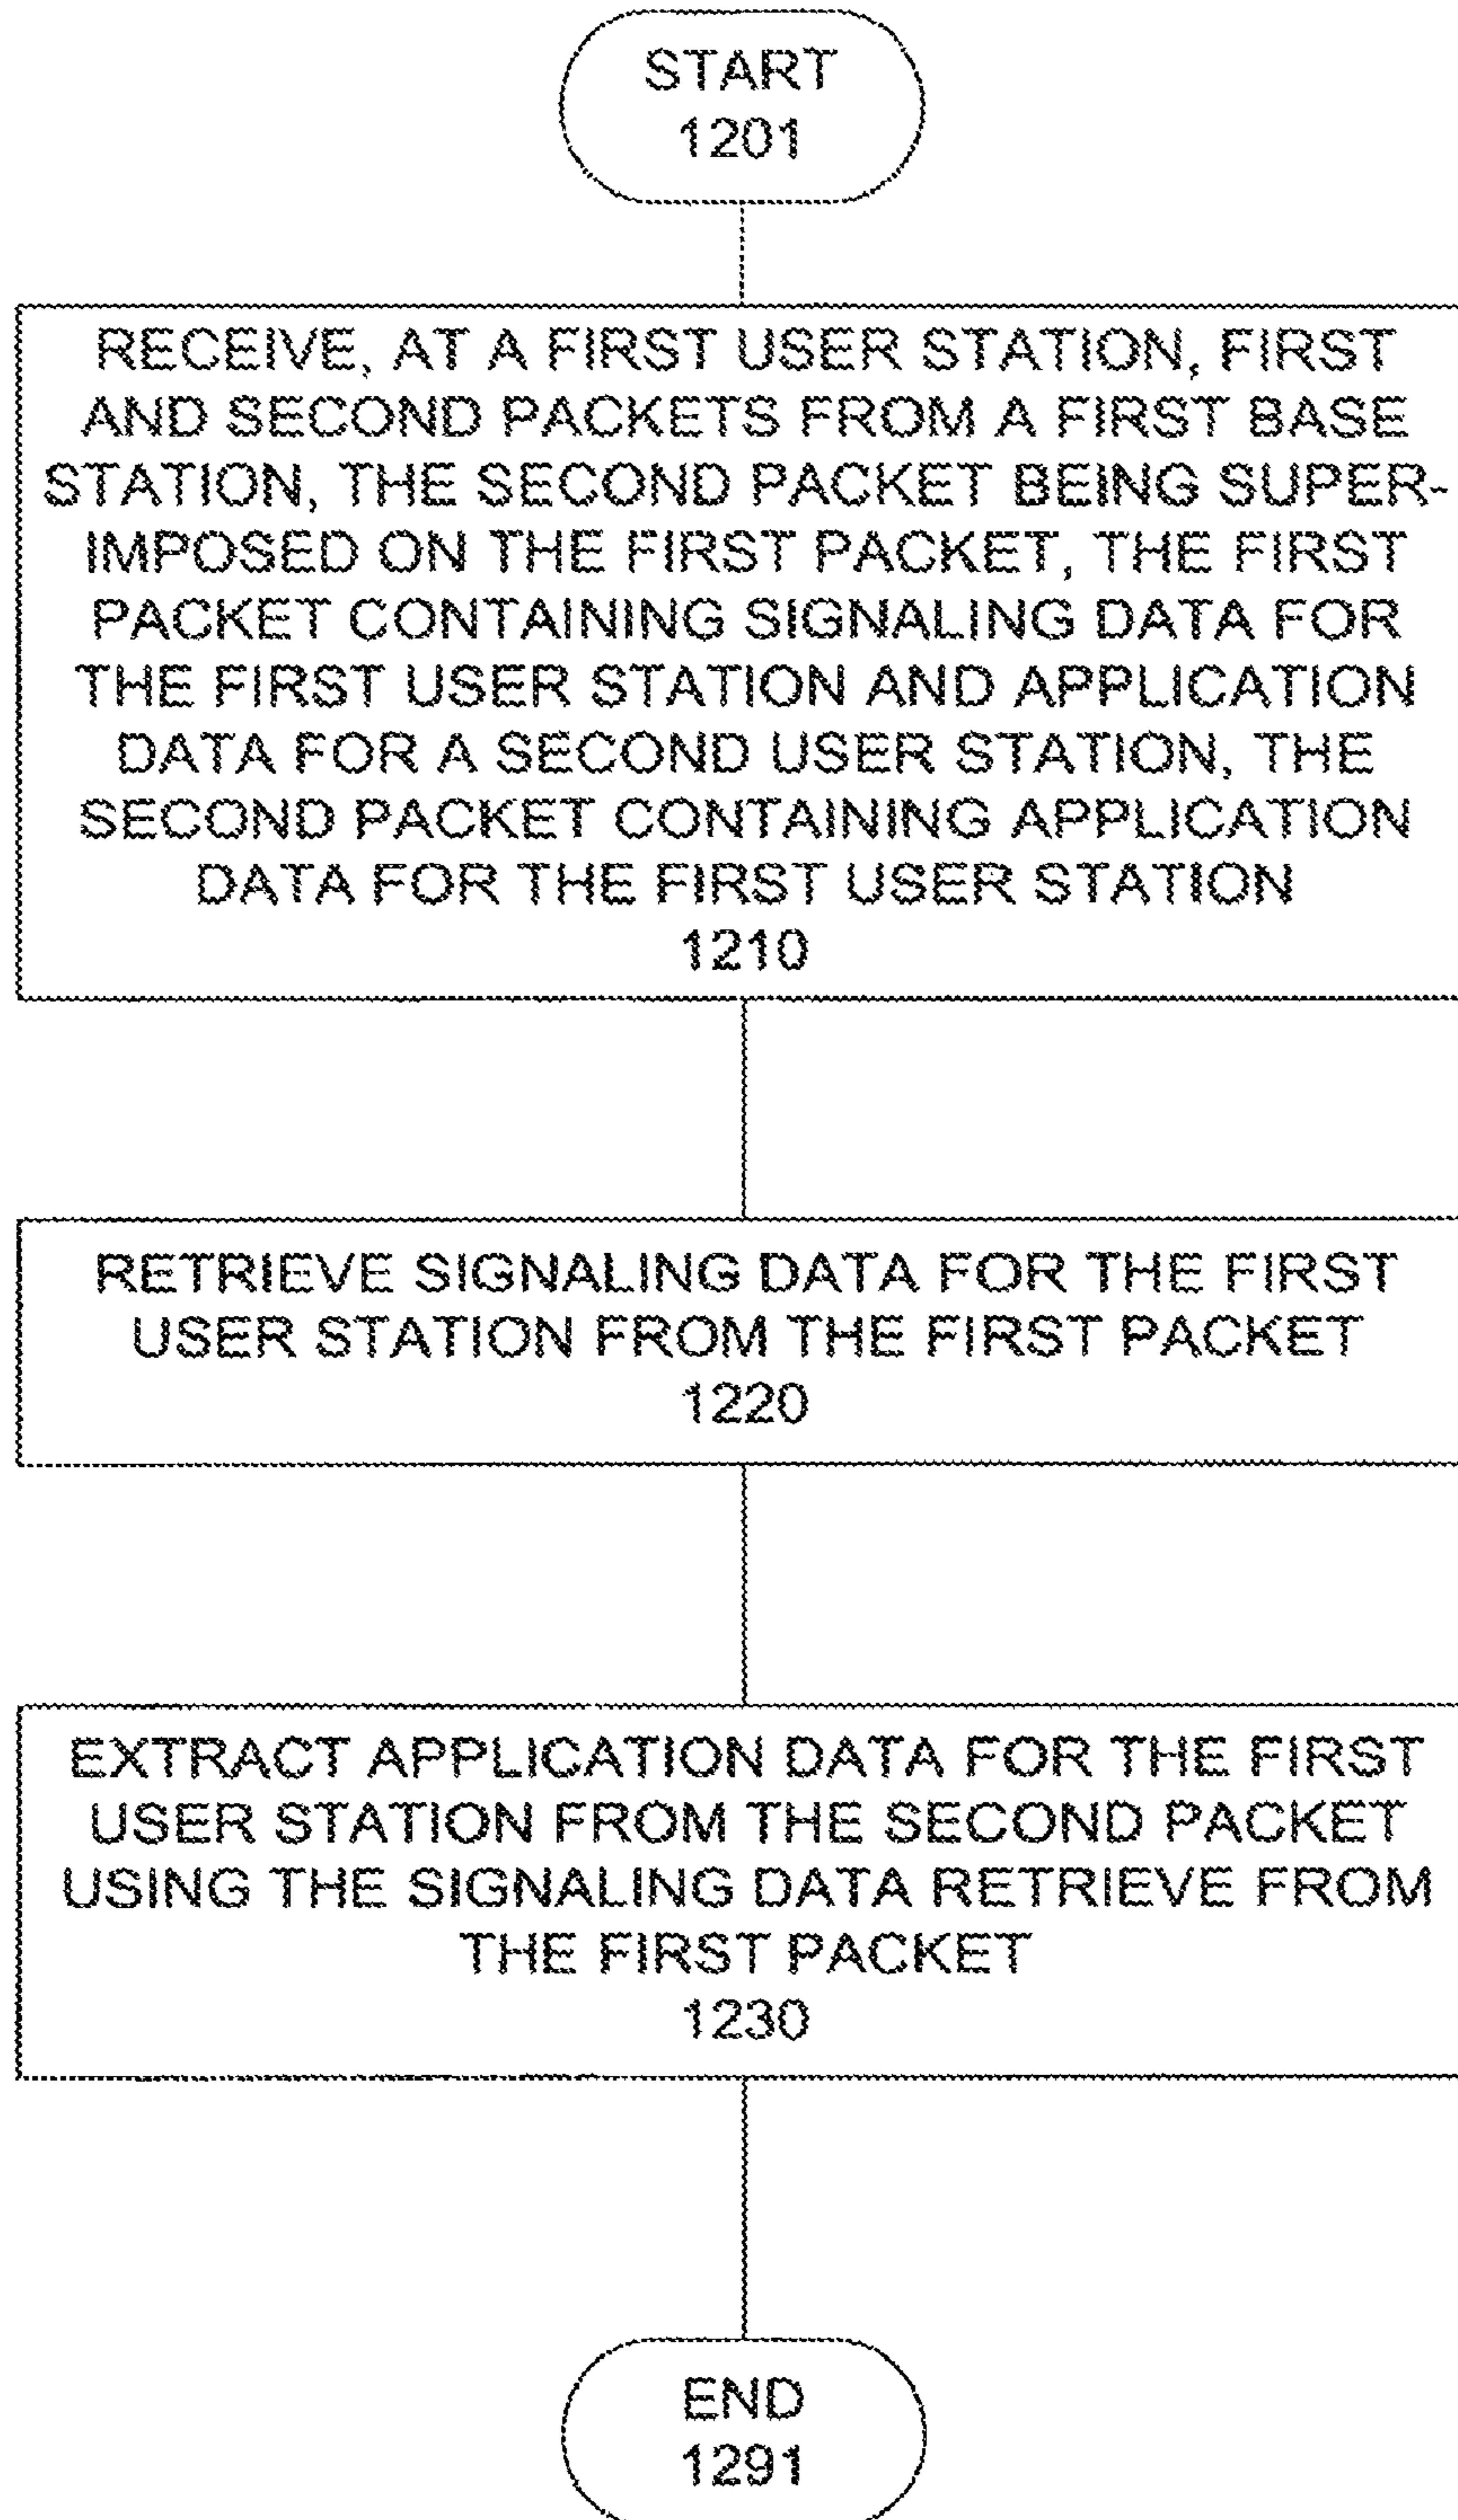 START
1201
RECEIVE, AT A FIRST USER STATION, FIRST
AND SECOND PACKETS FROM A FIRST BASE
STATION, THE SECOND PACKET BEING SUPER-
IMPOSED ON THE FIRST PACKET, THE FIRST
PACKET CONTAINING SIGNALING DATA FOR
THE FIRST USER STATION AND APPLICATION
DATA FOR A SECOND USER STATION, THE
SECOND PACKET CONTAINING APPLICATION
DATA FOR THE FIRST USER STATION
1210
RETRIEVE SIGNALING DATA FOR THE FIRST
USER STATION FROM THE FIRST PACKET
1220
EXTRACT APPLICATION DATA FOR THE FIRST
USER STATION FROM THE SECOND PACKET
USING THE SIGNALING DATA RETRIEVE FROM
THE FIRST PACKET
1230
END
1291